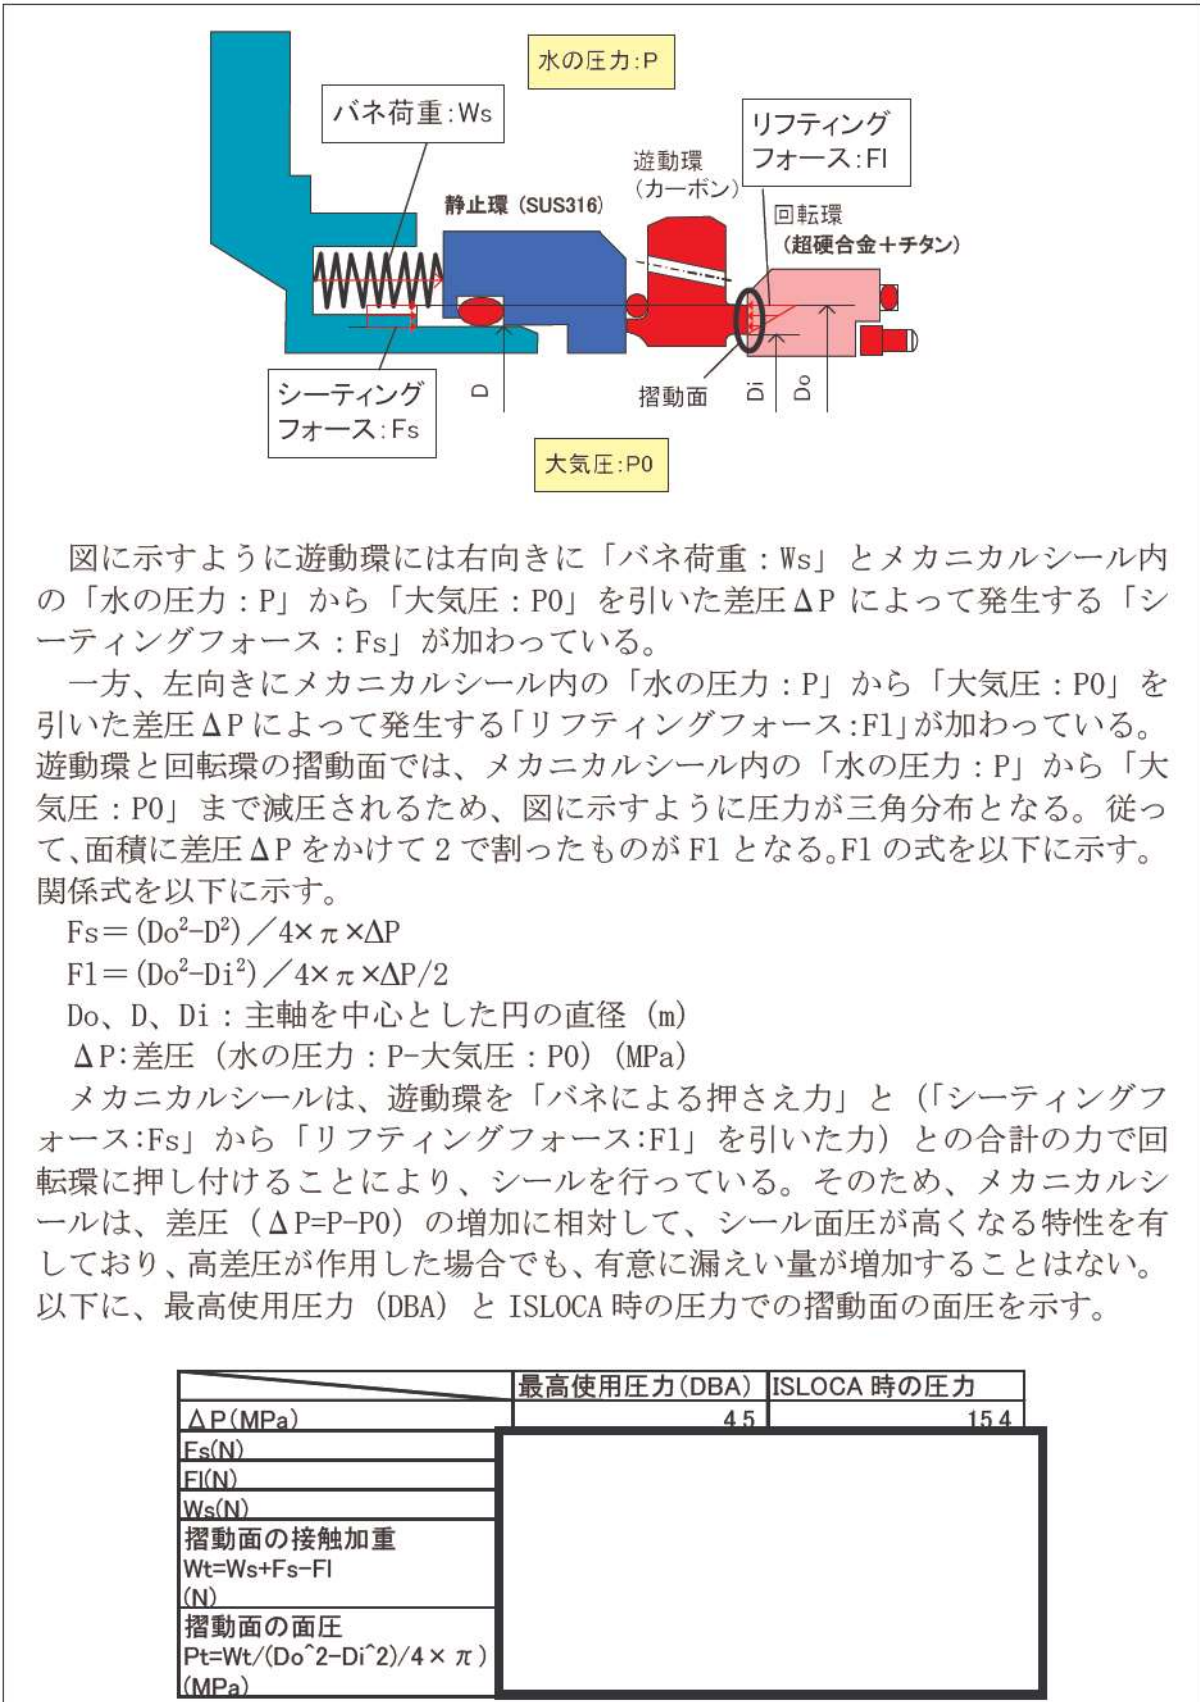 水の圧力:P
バネ荷重:Ws
リフティング
フォース:Fl
遊動環
(カーボン)
静止環 (SUS316)
回転環
(超硬合金+チタン)
シーティング
フォース:Fs
D
摺動面
Di
Do
大気圧:P0
図に示すように遊動環には右向きに「バネ荷重:Ws」とメカニカルシール内
の「水の圧力:P」から「大気圧:P0」を引いた差圧ΔP によって発生する「シ
ーティングフォース:Fs」が加わっている。
一方、左向きにメカニカルシール内の「水の圧力:P」から「大気圧:P0」を
引いた差圧ΔPによって発生する「リフティングフォース:Fl」が加わっている。
遊動環と回転環の摺動面では、メカニカルシール内の「水の圧力:P」から「大
気圧:P0」まで減圧されるため、図に示すように圧力が三角分布となる。従っ
て、面積に差圧ΔPをかけて2で割ったものがFlとなる。Flの式を以下に示す。
関係式を以下に示す。
Fs=(Do²-D²)/4×π×ΔP
Fl=(Do²-Di²)/4×π×ΔP/2
Do、D、Di:主軸を中心とした円の直径 (m)
ΔP:差圧(水の圧力:P-大気圧:P0)(MPa)
メカニカルシールは、遊動環を「バネによる押さえ力」と(「シーティングフ
ォース:Fs」から「リフティングフォース:Fl」を引いた力)との合計の力で回
転環に押し付けることにより、シールを行っている。そのため、メカニカルシ
ールは、差圧(ΔP=P-P0)の増加に相対して、シール面圧が高くなる特性を有
しており、高差圧が作用した場合でも、有意に漏えい量が増加することはない。
以下に、最高使用圧力(DBA)とISLOCA時の圧力での摺動面の面圧を示す。
最高使用圧力(DBA) ISLOCA 時の圧力
ΔP(MPa) 4.5 15.4
Fs(N)
Fl(N)
Ws(N)
摺動面の接触加重
Wt=Ws+Fs-Fl
(N)
摺動面の面圧
Pt=Wt/(Do^2-Di^2)/4×π)
(MPa)